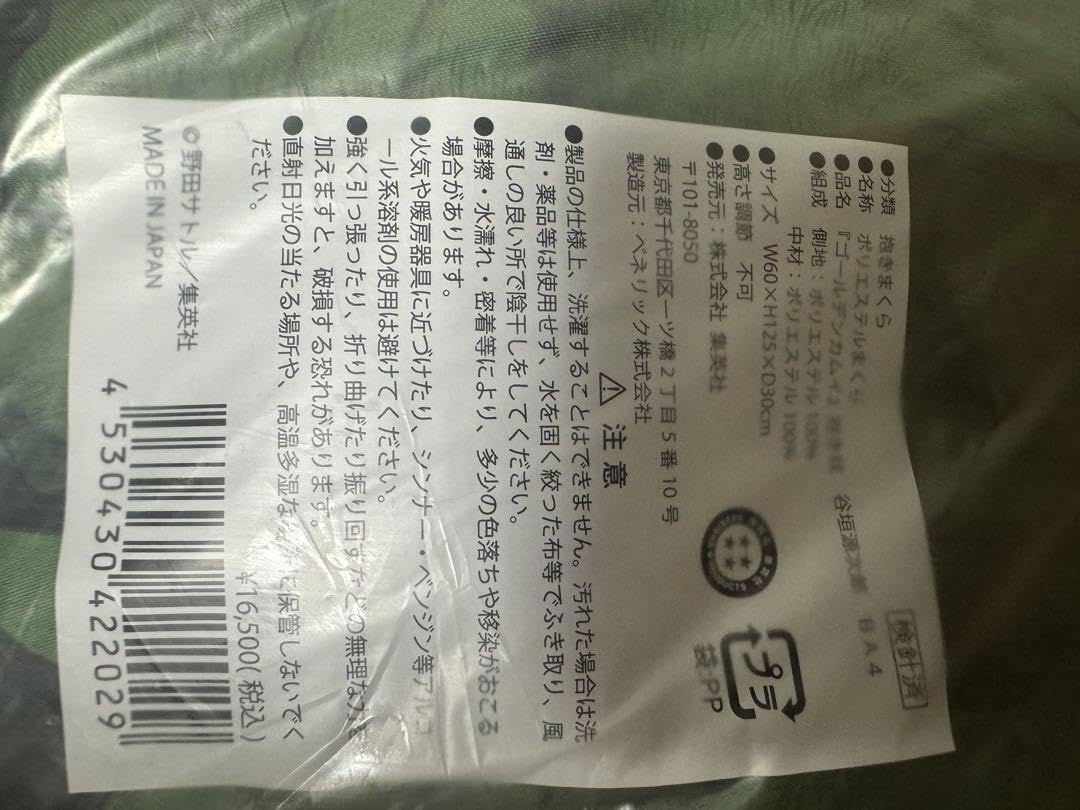 検針済
●分類 抱きまくら
●名称 ポリエステルまくら
●品名 『ゴールデンカムイ』 抱き枕 谷垣源次郎 BA4
●組成 側地：ポリエステル 100%
中材：ポリエステル 100%
●サイズ W60×H125×D30cm
●高さ調節 不可
●発売元：株式会社 集英社
〒101-8050
東京都千代田区一ツ橋2丁目5番10号
製造元：ベネリック株式会社
プラ
袋:PP
⚠ 注意
●製品の仕様上、洗濯することはできません。汚れた場合は洗
剤・薬品等は使用せず、水を固く絞った布等でふき取り、風
通しの良い所で陰干しをしてください。
●摩擦・水濡れ・密着等により、多少の色落ちや移染がおこる
場合があります。
●火気や暖房器具に近づけたり、シンナー・ベンジン等アルコ
ール系溶剤の使用は避けてください。
●強く引っ張ったり、折り曲げたり振り回すなどの無理な力を
加えますと、破損する恐れがあります。
●直射日光の当たる場所や、高温多湿な で保管しないでく
ださい。
¥16,500(税込)
©野田サトル/集英社
MADE IN JAPAN
4 530430 422029